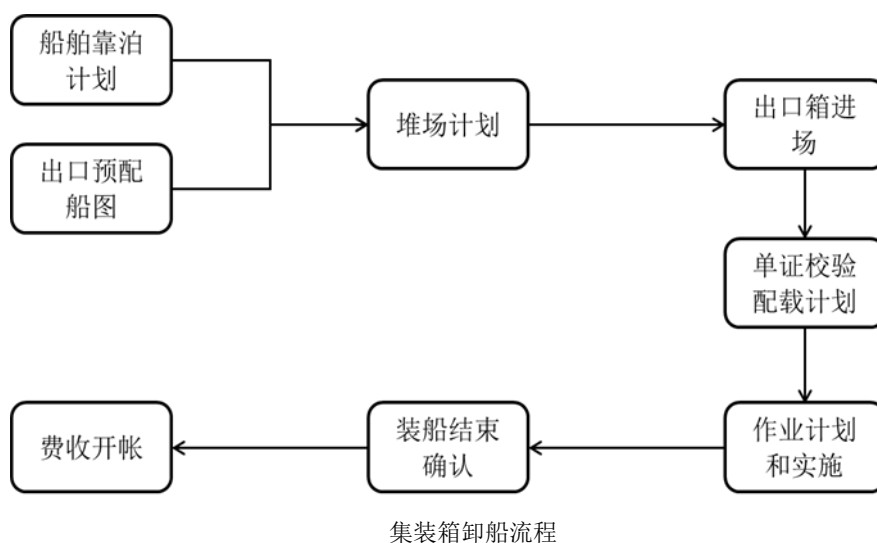 船舶靠泊
计划
出口预配
船图
堆场计划
出口箱进
场
单证校验
配载计划
作业计划
和实施
装船结束
确认
费收开帐
集装箱卸船流程